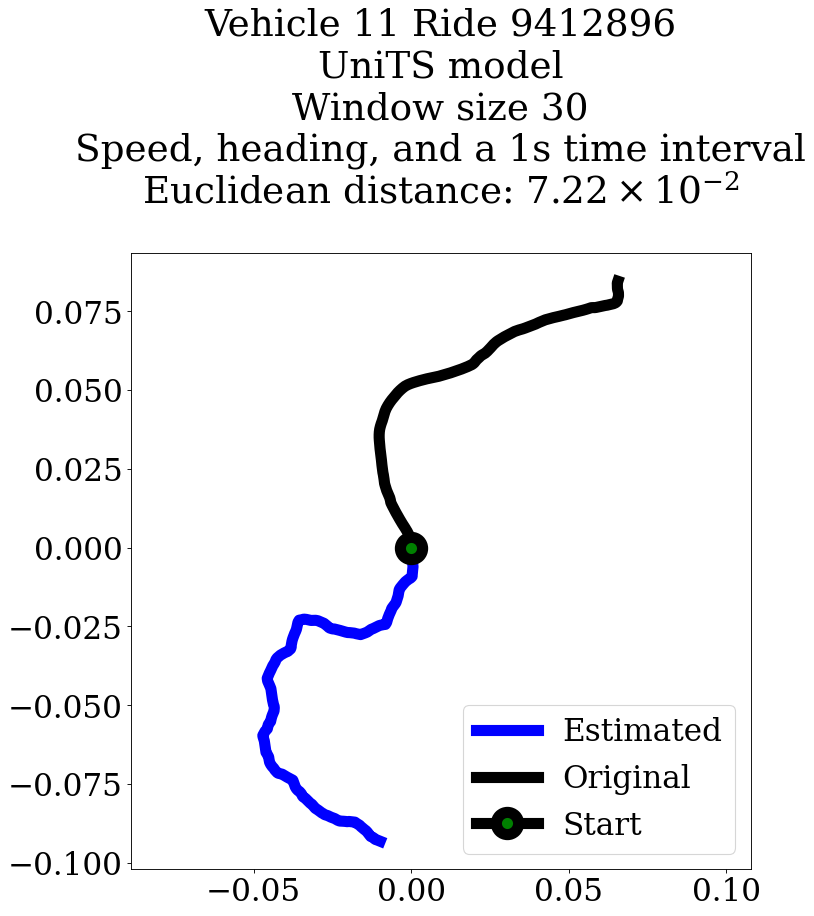 Vehicle 11 Ride 9412896
UniTS model
Window size 30
Speed, heading, and a 1s time interval
Euclidean distance: 7.22 × 10⁻²
0.075
0.050
0.025
0.000
−0.025
−0.050
−0.075
−0.100
Estimated
Original
Start
−0.05 0.00 0.05 0.10